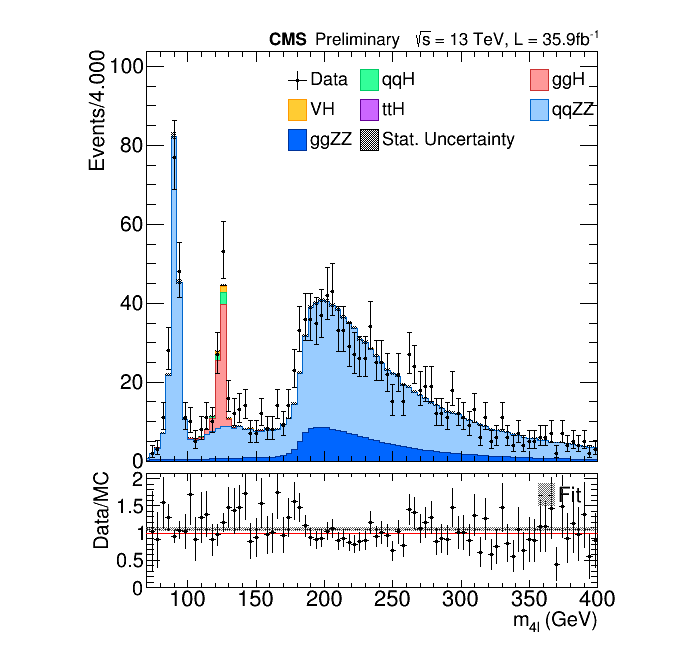 CMS Preliminary √s = 13 TeV, L = 35.9fb⁻¹
Events/4.000
100
80
60
40
20
0
Data qqH ggH
VH ttH qqZZ
ggZZ Stat. Uncertainty
Data/MC
2
1.5
1
0.5
0
Fit
100 150 200 250 300 350 400
m4l (GeV)